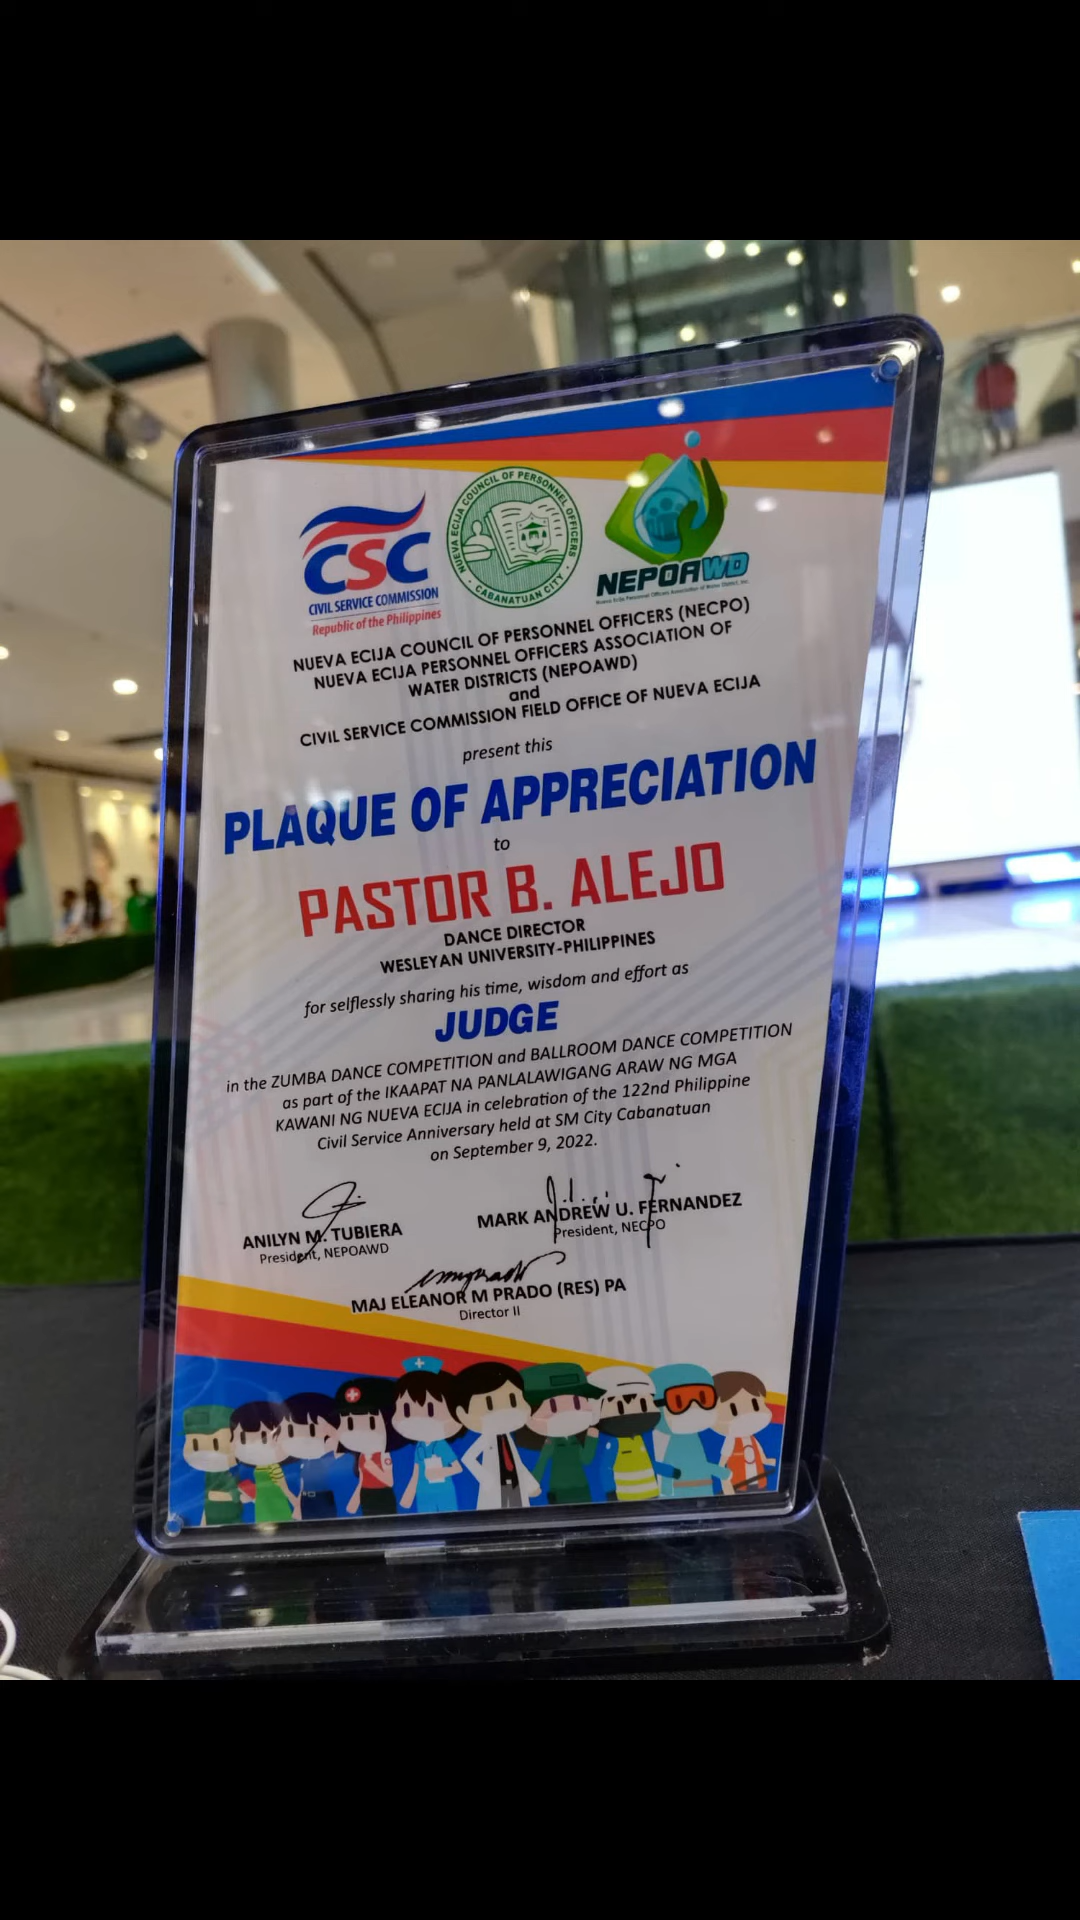 CSC
CIVIL SERVICE COMMISSION
Republic of the Philippines
NUEVA ECIJA COUNCIL OF PERSONNEL OFFICERS
• CABANATUAN CITY •
NEPOAWD
NUEVA ECIJA COUNCIL OF PERSONNEL OFFICERS (NECPO)
NUEVA ECIJA PERSONNEL OFFICERS ASSOCIATION OF
WATER DISTRICTS (NEPOAWD)
and
CIVIL SERVICE COMMISSION FIELD OFFICE OF NUEVA ECIJA
present this
PLAQUE OF APPRECIATION
to
PASTOR B. ALEJO
DANCE DIRECTOR
WESLEYAN UNIVERSITY-PHILIPPINES
for selflessly sharing his time, wisdom and effort as
JUDGE
in the ZUMBA DANCE COMPETITION and BALLROOM DANCE COMPETITION
as part of the IKAAPAT NA PANLALAWIGANG ARAW NG MGA
KAWANI NG NUEVA ECIJA in celebration of the 122nd Philippine
Civil Service Anniversary held at SM City Cabanatuan
on September 9, 2022.
ANILYN M. TUBIERA
President, NEPOAWD
MARK ANDREW U. FERNANDEZ
President, NECPO
MAJ ELEANOR M PRADO (RES) PA
Director II